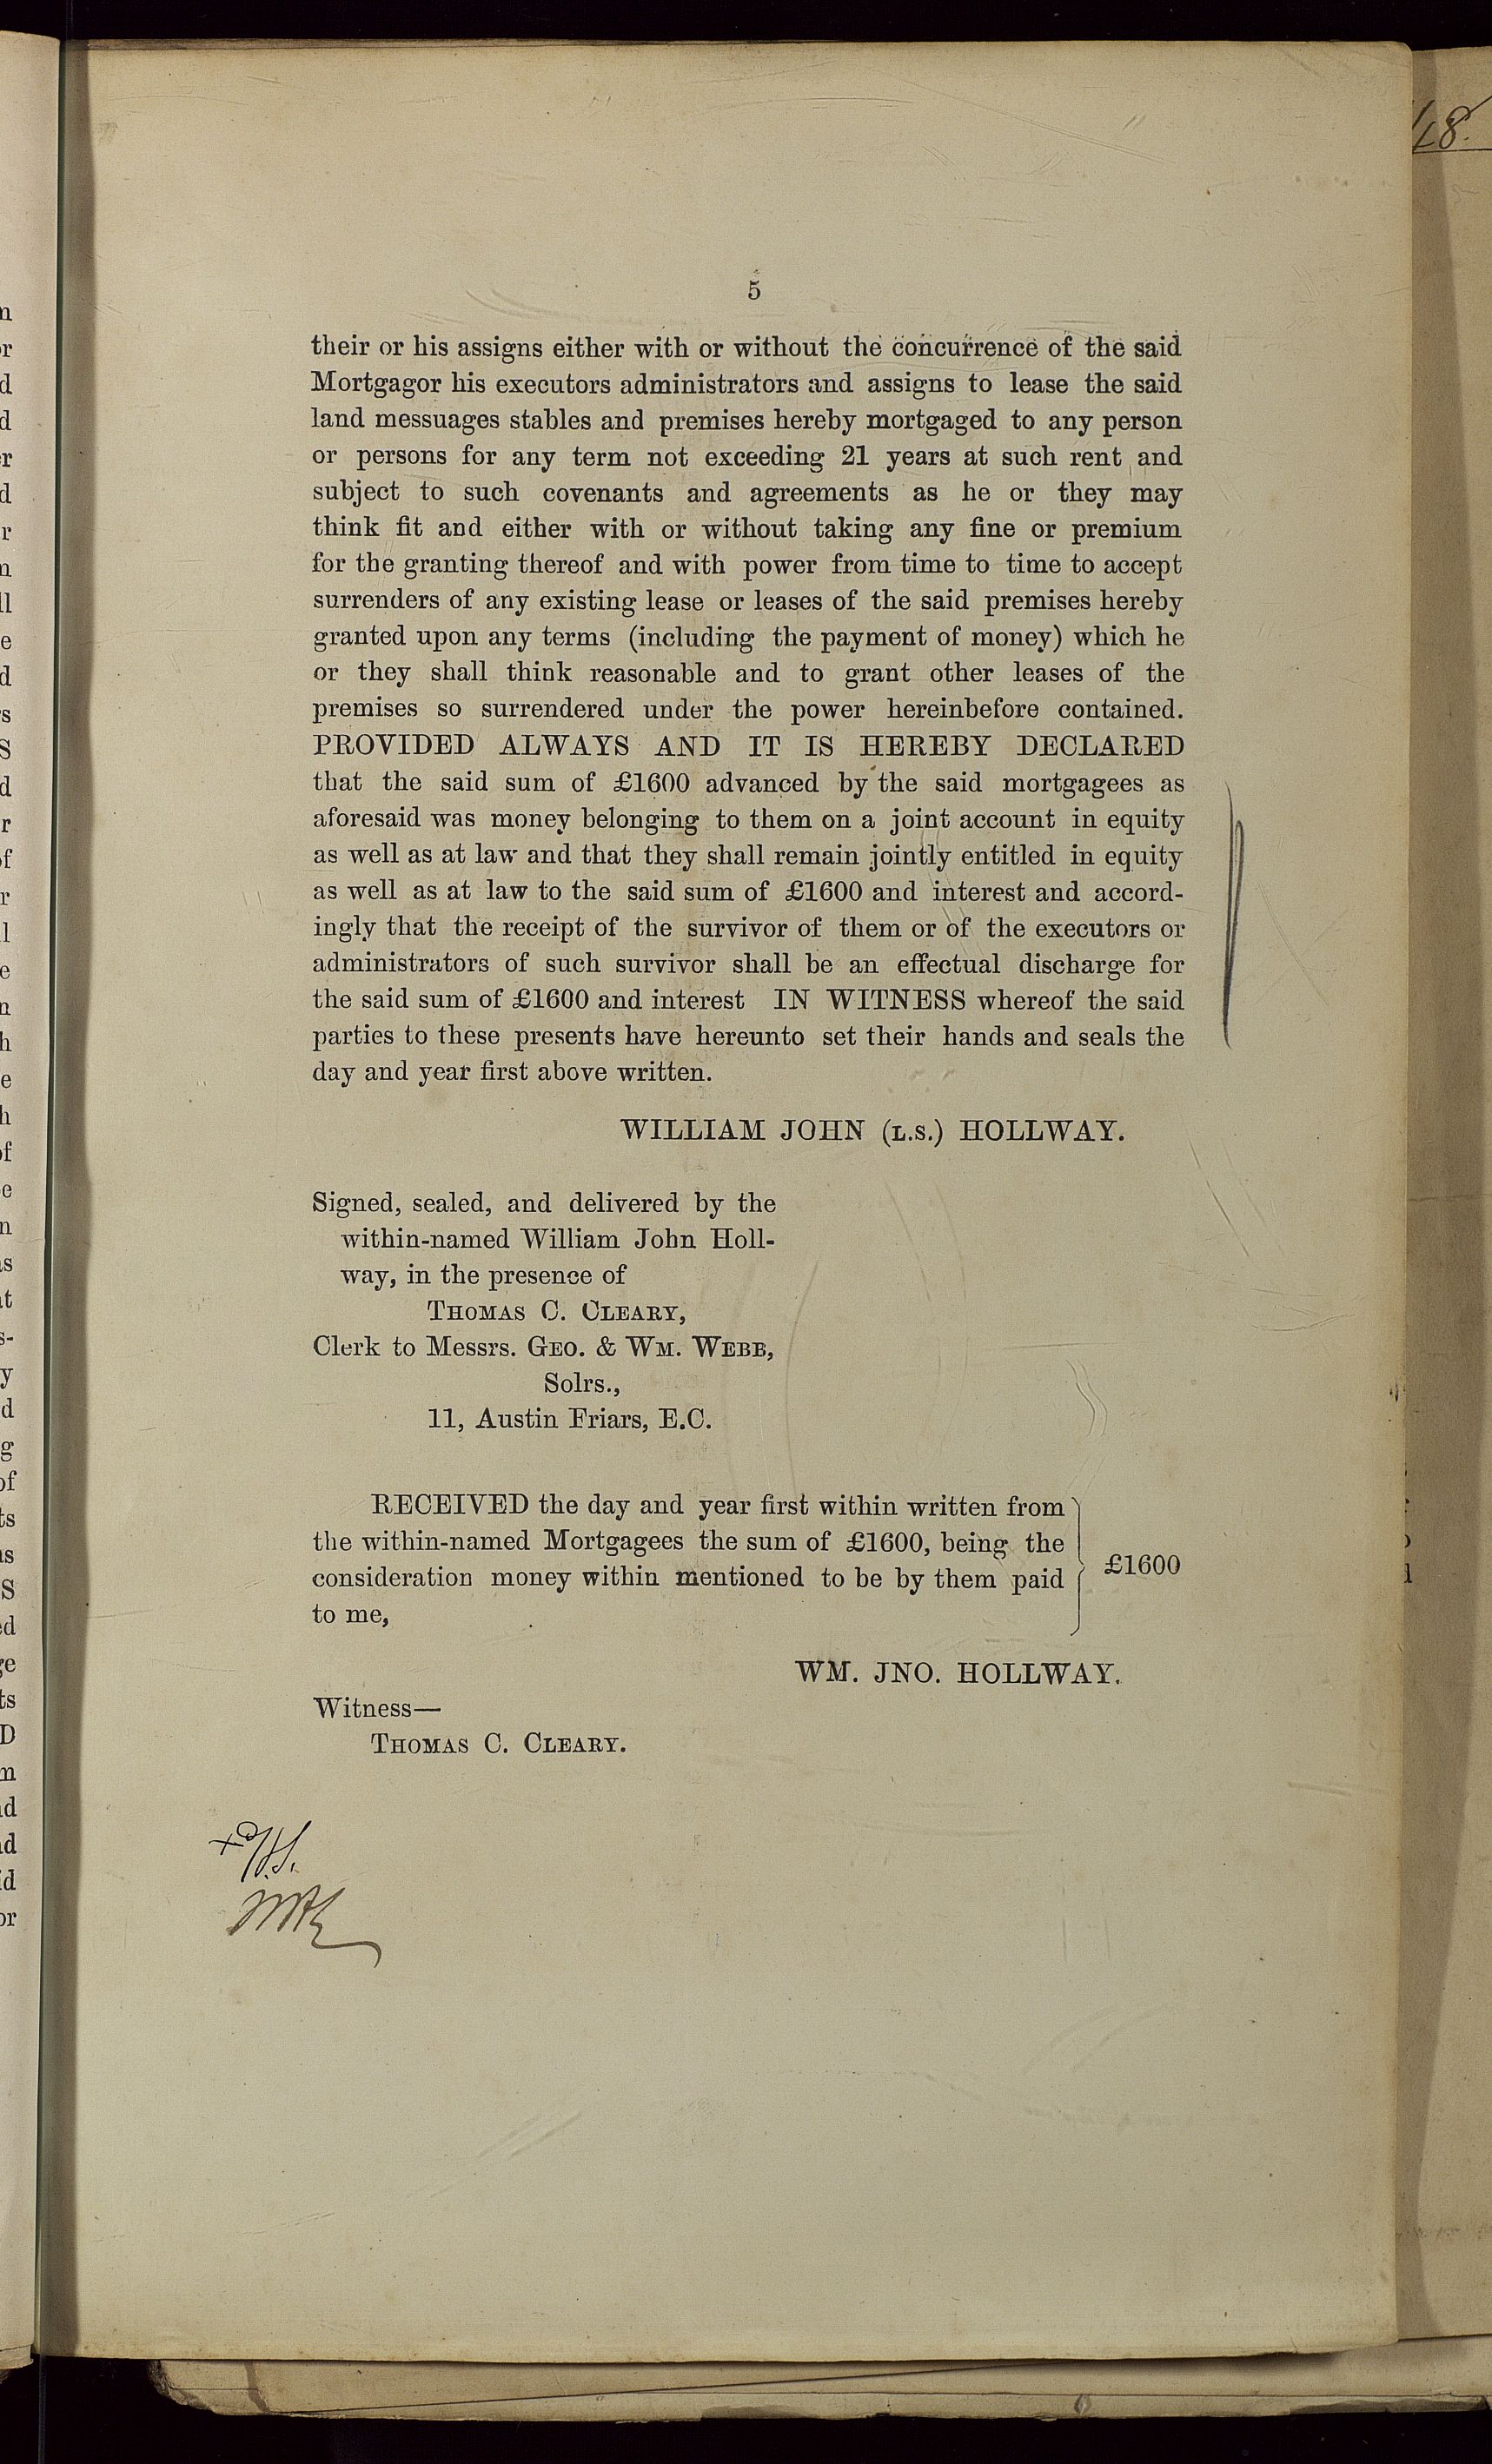 5
their or his assigns either with or without the concurrence of the said
Mortgagor his executors administrators and assigns to lease the said
land messuages stables and premises hereby mortgaged to any person
or persons for any term not exceeding 21 years at such rent and
subject to such covenants and agreements as he or they may
think fit and either with or without taking any fine or premium
for the granting thereof and with power from time to time to accept
surrenders of any existing lease or leases of the said premises hereby
granted upon any terms (including the payment of money) which he
or they shall think reasonable and to grant other leases of the
premises so surrendered under the power hereinbefore contained.
PROVIDED ALWAYS AND IT IS HEREBY DECLARED
that the said sum of £1600 advanced by the said mortgagees as
aforesaid was money belonging to them on a joint account in equity
as well as at law and that they shall remain jointly entitled in equity
as well as at law to the said sum of £1600 and interest and accord-
ingly that the receipt of the survivor of them or of the executors or
administrators of such survivor shall be an effectual discharge for
the said sum of £1600 and interest IN WITNESS whereof the said
parties to these presents have hereunto set their hands and seals the
day and year first above written.
WILLIAM JOHN (L.S.) HOLLWAY.
Signed, sealed, and delivered by the
within-named William John Holl-
way, in the presence of
THOMAS C. CLEARY,
Clerk to Messrs. GEO. & WM. WEBB,
Solrs.,
11, Austin Friars, E.C.
RECEIVED the day and year first within written from
the within-named Mortgagees the sum of £1600, being the
consideration money within mentioned to be by them paid
to me,
£1600
WM. JNO. HOLLWAY.
Witness—
THOMAS C. CLEARY.